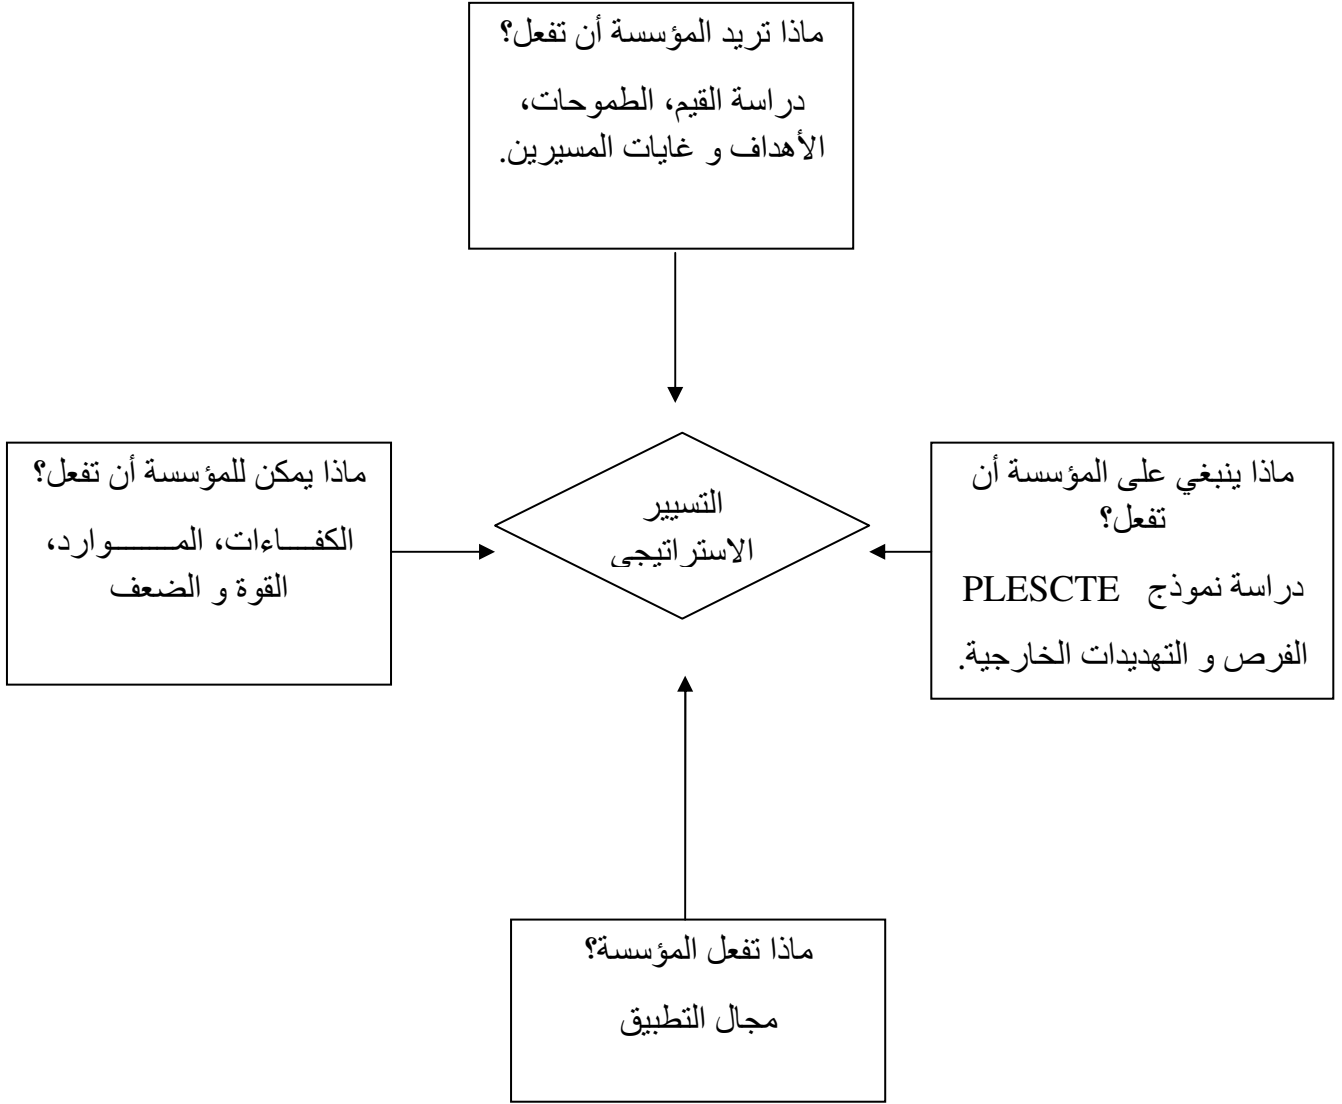 ماذا تريد المؤسسة أن تفعل؟
دراسة القيم، الطموحات،
الأهداف و غايات المسيرين.
ماذا ينبغي على المؤسسة أن
تفعل؟
دراسة نموذج PLESCTE
الفرص و التهديدات الخارجية.
التسيير
الاستراتيجي
ماذا يمكن للمؤسسة أن تفعل؟
الكفـــاءات، المـــــــوارد،
القوة و الضعف
ماذا تفعل المؤسسة؟
مجال التطبيق